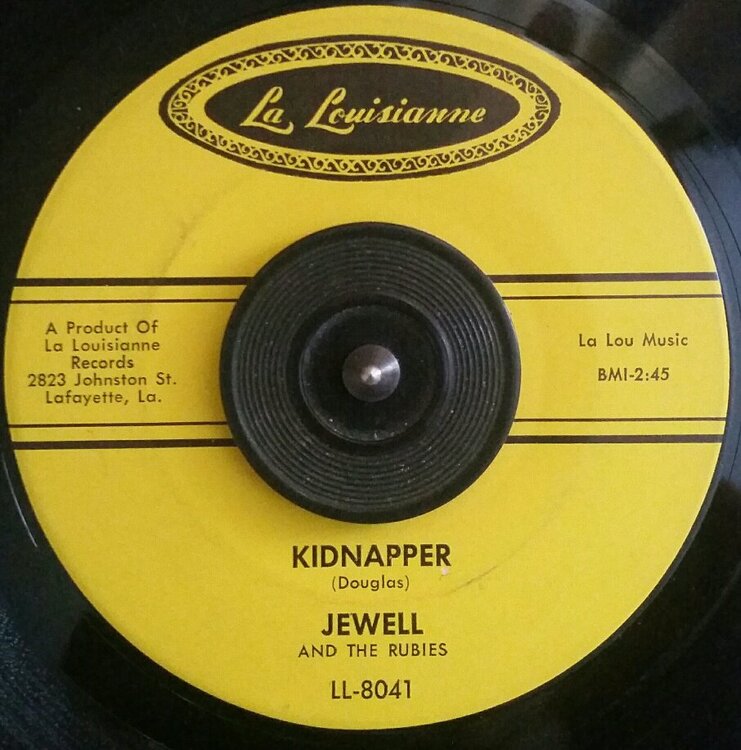 La Louisianne
A Product Of
La Louisianne
Records
2823 Johnston St.
Lafayette, La.
La Lou Music
BMI-2:45
KIDNAPPER
(Douglas)
JEWELL
AND THE RUBIES
LL-8041